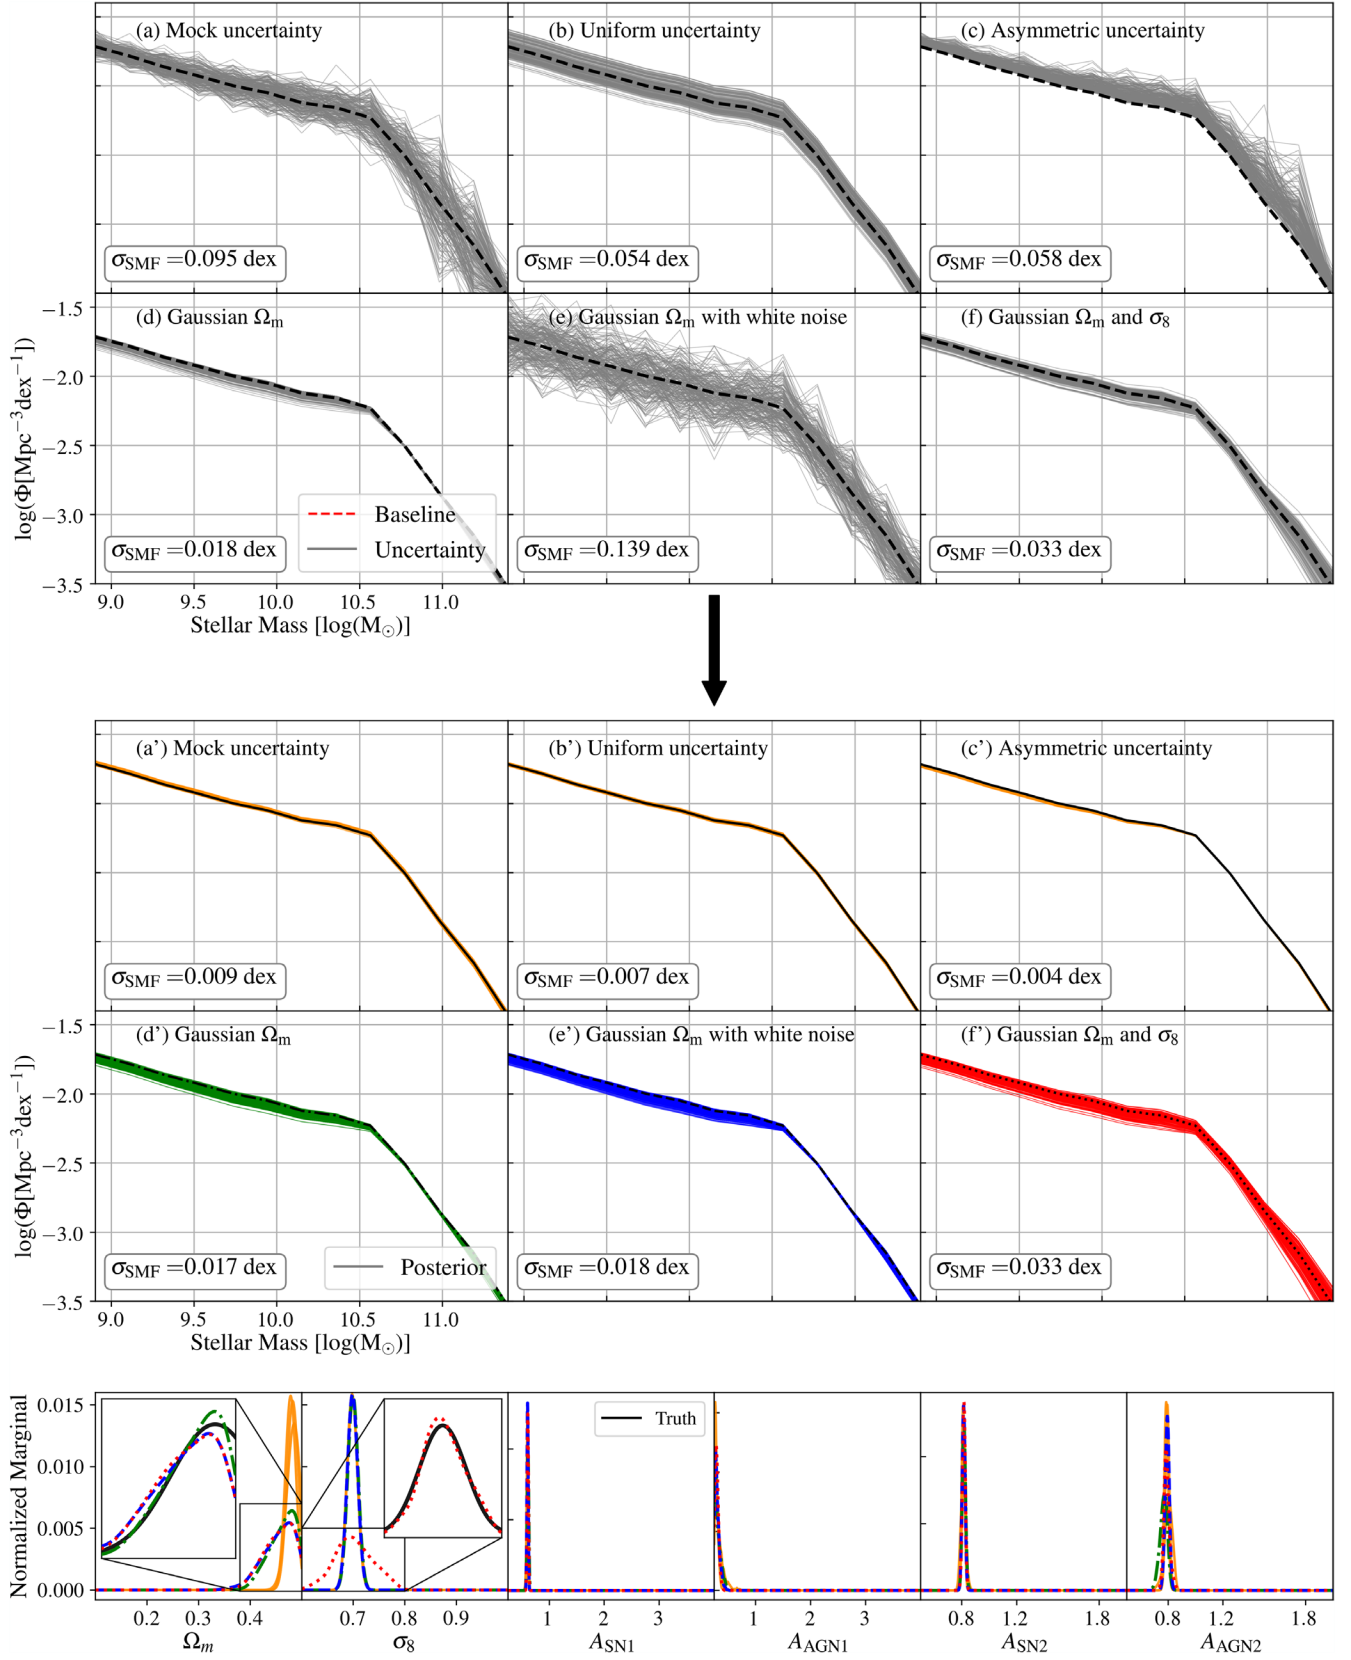 (a) Mock uncertainty
(b) Uniform uncertainty
(c) Asymmetric uncertainty
σSMF =0.095 dex
σSMF =0.054 dex
σSMF =0.058 dex
(d) Gaussian Ωm
(e) Gaussian Ωm with white noise
(f) Gaussian Ωm and σ8
−1.5
−2.0
−2.5
−3.0
−3.5
log(Φ[Mpc−3dex−1])
Baseline
Uncertainty
σSMF =0.018 dex
σSMF =0.139 dex
σSMF =0.033 dex
9.0 9.5 10.0 10.5 11.0
Stellar Mass [log(M⊙)]
(a’) Mock uncertainty
(b’) Uniform uncertainty
(c’) Asymmetric uncertainty
σSMF =0.009 dex
σSMF =0.007 dex
σSMF =0.004 dex
(d’) Gaussian Ωm
(e’) Gaussian Ωm with white noise
(f’) Gaussian Ωm and σ8
−1.5
−2.0
−2.5
−3.0
−3.5
log(Φ[Mpc−3dex−1])
σSMF =0.017 dex
Posterior
σSMF =0.018 dex
σSMF =0.033 dex
9.0 9.5 10.0 10.5 11.0
Stellar Mass [log(M⊙)]
Normalized Marginal
0.015
0.010
0.005
0.000
Truth
0.2 0.3 0.4
0.7 0.8 0.9
1 2 3
1 2 3
0.8 1.2 1.8
0.8 1.2 1.8
Ωm
σ8
ASN1
AAGN1
ASN2
AAGN2